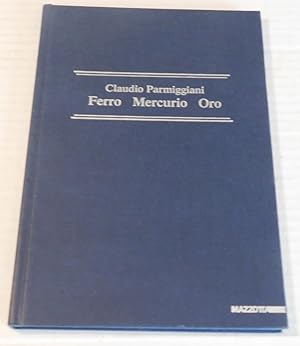 Claudio Parmiggiani
Ferro Mercurio Oro
MAZZOTTA